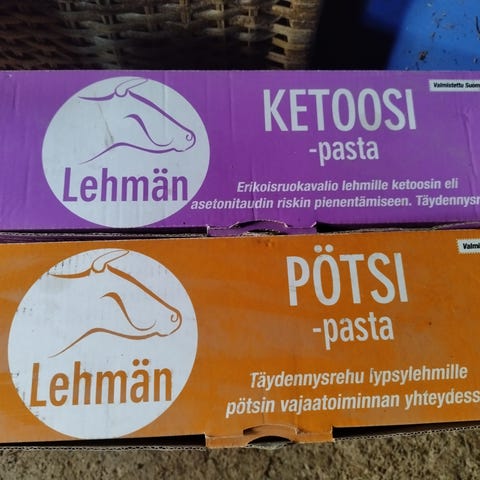 Valmistettu Suom
KETOOSI
-pasta
Lehmän
Erikoisruokavalio lehmille ketoosin eli
asetonitaudin riskin pienentämiseen. Täydennysre
Valmi
PÖTSI
-pasta
Lehmän
Täydennysrehu lypsylehmille
pötsin vajaatoiminnan yhteydess